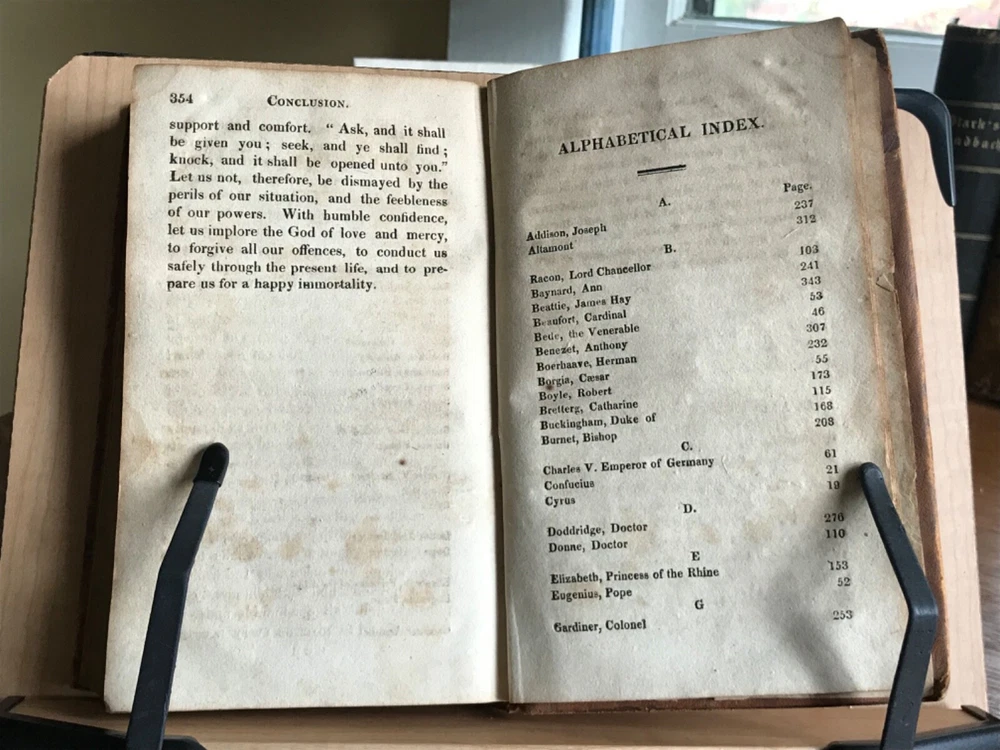 354 CONCLUSION.
support and comfort. "Ask, and it shall
be given you; seek, and ye shall find;
knock, and it shall be opened unto you."
Let us not, therefore, be dismayed by the
perils of our situation, and the feebleness
of our powers. With humble confidence,
let us implore the God of love and mercy,
to forgive all our offences, to conduct us
safely through the present life, and to pre-
pare us for a happy immortality.
ALPHABETICAL INDEX.
Page.
A.
Addison, Joseph 237
Altamont 312
B.
Racon, Lord Chancellor 103
Baynard, Ann 241
Beattie, James Hay 343
Beaufort, Cardinal 53
Bede, the Venerable 46
Benezet, Anthony 307
Boerhaave, Herman 232
Borgia, Cæsar 55
Boyle, Robert 173
Bretterg, Catharine 115
Buckingham, Duke of 168
Burnet, Bishop 208
C.
Charles V. Emperor of Germany 61
Confucius 21
Cyrus 19
D.
Doddridge, Doctor 276
Donne, Doctor 110
E
Elizabeth, Princess of the Rhine 153
Eugenius, Pope 52
G
Gardiner, Colonel 253